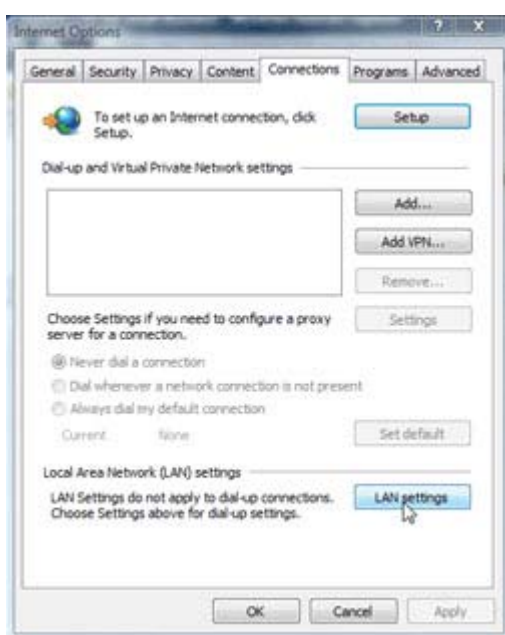 Internet Options
General Security Privacy Content Connections Programs Advanced
To set up an Internet connection, click
Setup.
Setup
Dial-up and Virtual Private Network settings
Add...
Add VPN...
Remove...
Choose Settings if you need to configure a proxy
server for a connection.
Settings
Never dial a connection
Dial whenever a network connection is not present
Always dial my default connection
Current None
Set default
Local Area Network (LAN) settings
LAN Settings do not apply to dial-up connections.
Choose Settings above for dial-up settings.
LAN settings
OK Cancel Apply